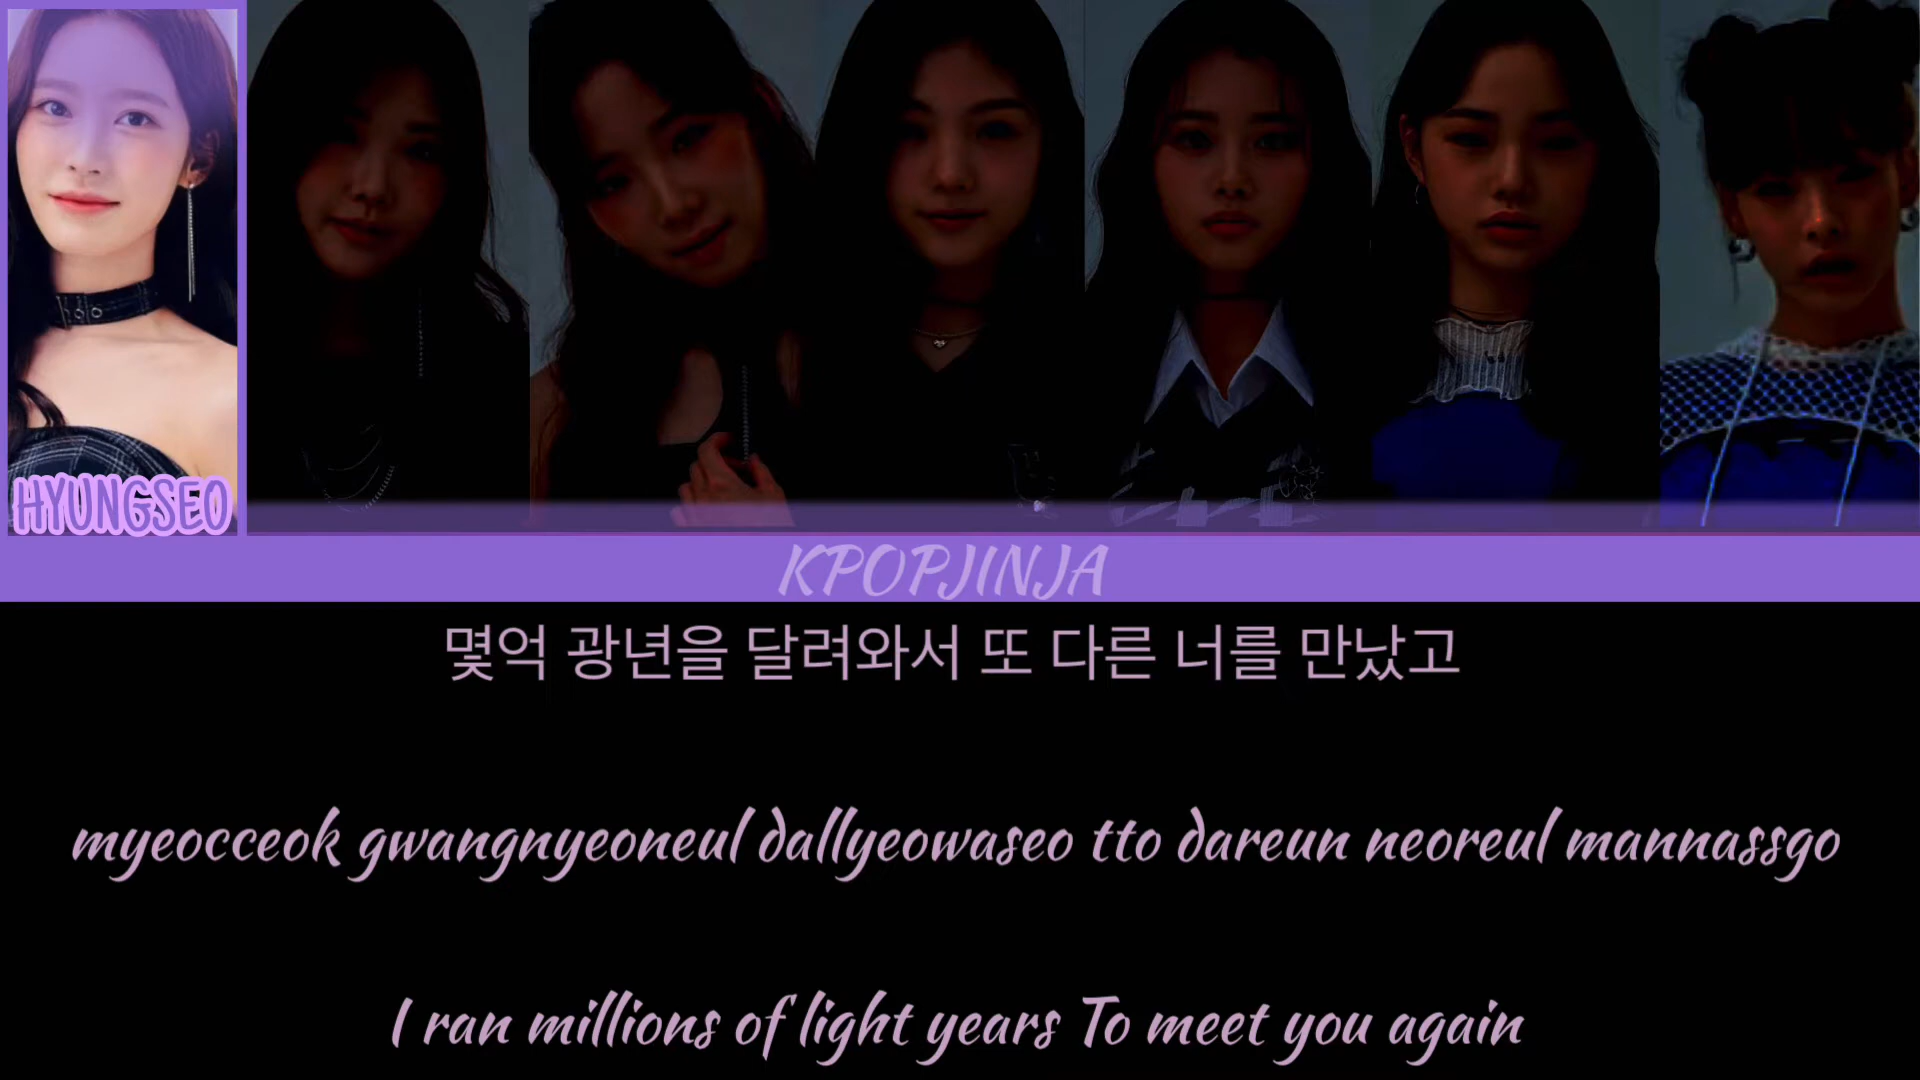 HYUNGSEO
KPOPJINJA
몇억 광년을 달려와서 또 다른 너를 만났고
myeocceok gwangnyeoneul dallyeowaseo tto dareun neoreul mannassgo
I ran millions of light years To meet you again